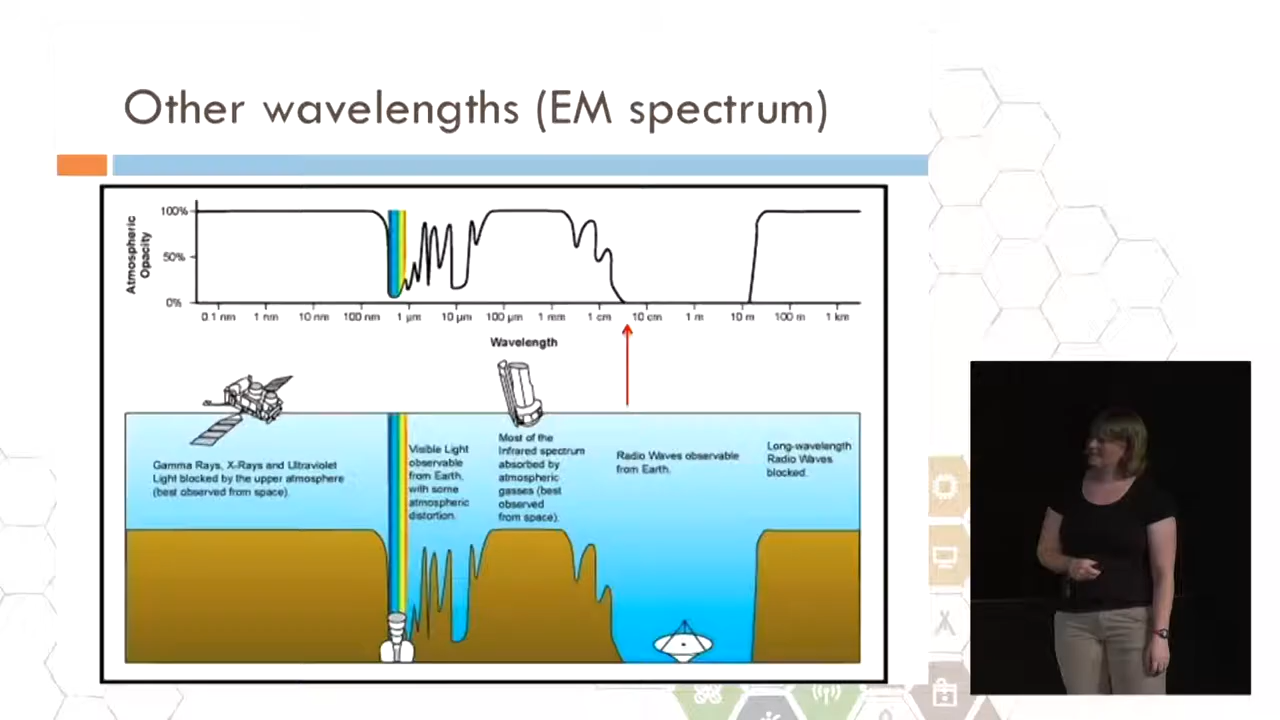 Other wavelengths (EM spectrum)
Atmospheric
Opacity
100%
50%
0%
0.1 nm
1 nm
10 nm
100 nm
1 μm
10 μm
100 μm
1 mm
1 cm
10 cm
1 m
10 m
100 m
1 km
Wavelength
Gamma Rays, X-Rays and Ultraviolet
Light blocked by the upper atmosphere
(best observed from space).
Visible Light
observable
from Earth,
with some
atmospheric
distortion.
Most of the
Infrared spectrum
absorbed by
atmospheric
gasses (best
observed
from space).
Radio Waves observable
from Earth.
Long-wavelength
Radio Waves
blocked.